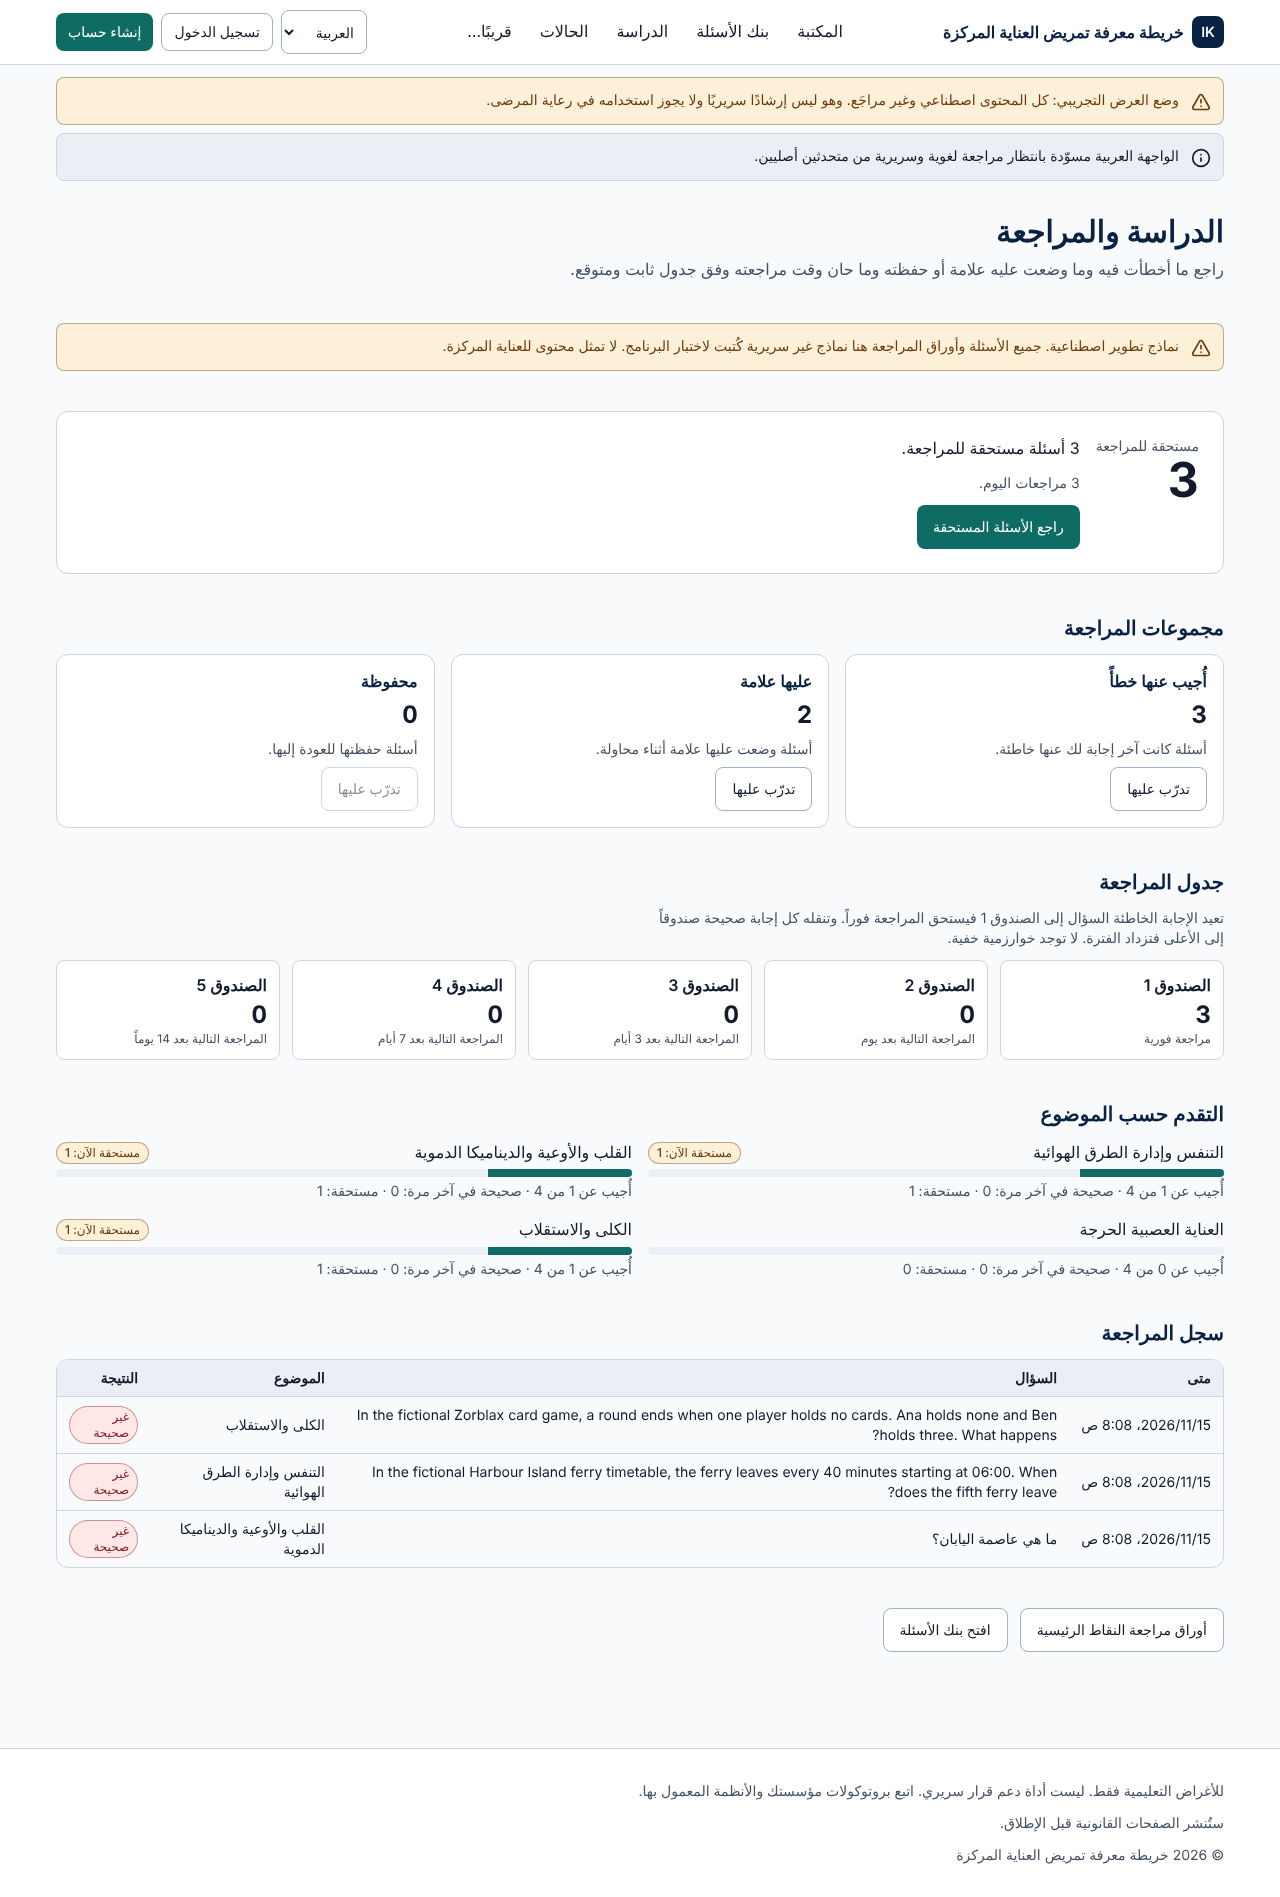 IK
خريطة معرفة تمريض العناية المركزة
المكتبة
بنك الأسئلة
الدراسة
الحالات
قريبًا...
العربية
تسجيل الدخول
إنشاء حساب
وضع العرض التجريبي: كل المحتوى اصطناعي وغير مراجَع. وهو ليس إرشادًا سريريًا ولا يجوز استخدامه في رعاية المرضى.
الواجهة العربية مسوّدة بانتظار مراجعة لغوية وسريرية من متحدثين أصليين.
الدراسة والمراجعة
راجع ما أخطأت فيه وما وضعت عليه علامة أو حفظته وما حان وقت مراجعته وفق جدول ثابت ومتوقع.
نماذج تطوير اصطناعية. جميع الأسئلة وأوراق المراجعة هنا نماذج غير سريرية كُتبت لاختبار البرنامج. لا تمثل محتوى للعناية المركزة.
مستحقة للمراجعة
3
3 أسئلة مستحقة للمراجعة.
3 مراجعات اليوم.
راجع الأسئلة المستحقة
مجموعات المراجعة
أُجيب عنها خطأً
3
أسئلة كانت آخر إجابة لك عنها خاطئة.
تدرّب عليها
عليها علامة
2
أسئلة وضعت عليها علامة أثناء محاولة.
تدرّب عليها
محفوظة
0
أسئلة حفظتها للعودة إليها.
تدرّب عليها
جدول المراجعة
تعيد الإجابة الخاطئة السؤال إلى الصندوق 1 فيستحق المراجعة فوراً. وتنقله كل إجابة صحيحة صندوقاً
إلى الأعلى فتزداد الفترة. لا توجد خوارزمية خفية.
الصندوق 1
3
مراجعة فورية
الصندوق 2
0
المراجعة التالية بعد يوم
الصندوق 3
0
المراجعة التالية بعد 3 أيام
الصندوق 4
0
المراجعة التالية بعد 7 أيام
الصندوق 5
0
المراجعة التالية بعد 14 يوماً
التقدم حسب الموضوع
التنفس وإدارة الطرق الهوائية
مستحقة الآن: 1
أُجيب عن 1 من 4 · صحيحة في آخر مرة: 0 · مستحقة: 1
القلب والأوعية والديناميكا الدموية
مستحقة الآن: 1
أُجيب عن 1 من 4 · صحيحة في آخر مرة: 0 · مستحقة: 1
العناية العصبية الحرجة
أُجيب عن 0 من 4 · صحيحة في آخر مرة: 0 · مستحقة: 0
الكلى والاستقلاب
مستحقة الآن: 1
أُجيب عن 1 من 4 · صحيحة في آخر مرة: 0 · مستحقة: 1
سجل المراجعة
متى
السؤال
الموضوع
النتيجة
2026/11/15، 8:08 ص
In the fictional Zorblax card game, a round ends when one player holds no cards. Ana holds none and Ben
holds three. What happens?
الكلى والاستقلاب
غير
صحيحة
2026/11/15، 8:08 ص
In the fictional Harbour Island ferry timetable, the ferry leaves every 40 minutes starting at 06:00. When
does the fifth ferry leave?
التنفس وإدارة الطرق
الهوائية
غير
صحيحة
2026/11/15، 8:08 ص
ما هي عاصمة اليابان؟
القلب والأوعية والديناميكا
الدموية
غير
صحيحة
أوراق مراجعة النقاط الرئيسية
افتح بنك الأسئلة
للأغراض التعليمية فقط. ليست أداة دعم قرار سريري. اتبع بروتوكولات مؤسستك والأنظمة المعمول بها.
ستُنشر الصفحات القانونية قبل الإطلاق.
© 2026 خريطة معرفة تمريض العناية المركزة